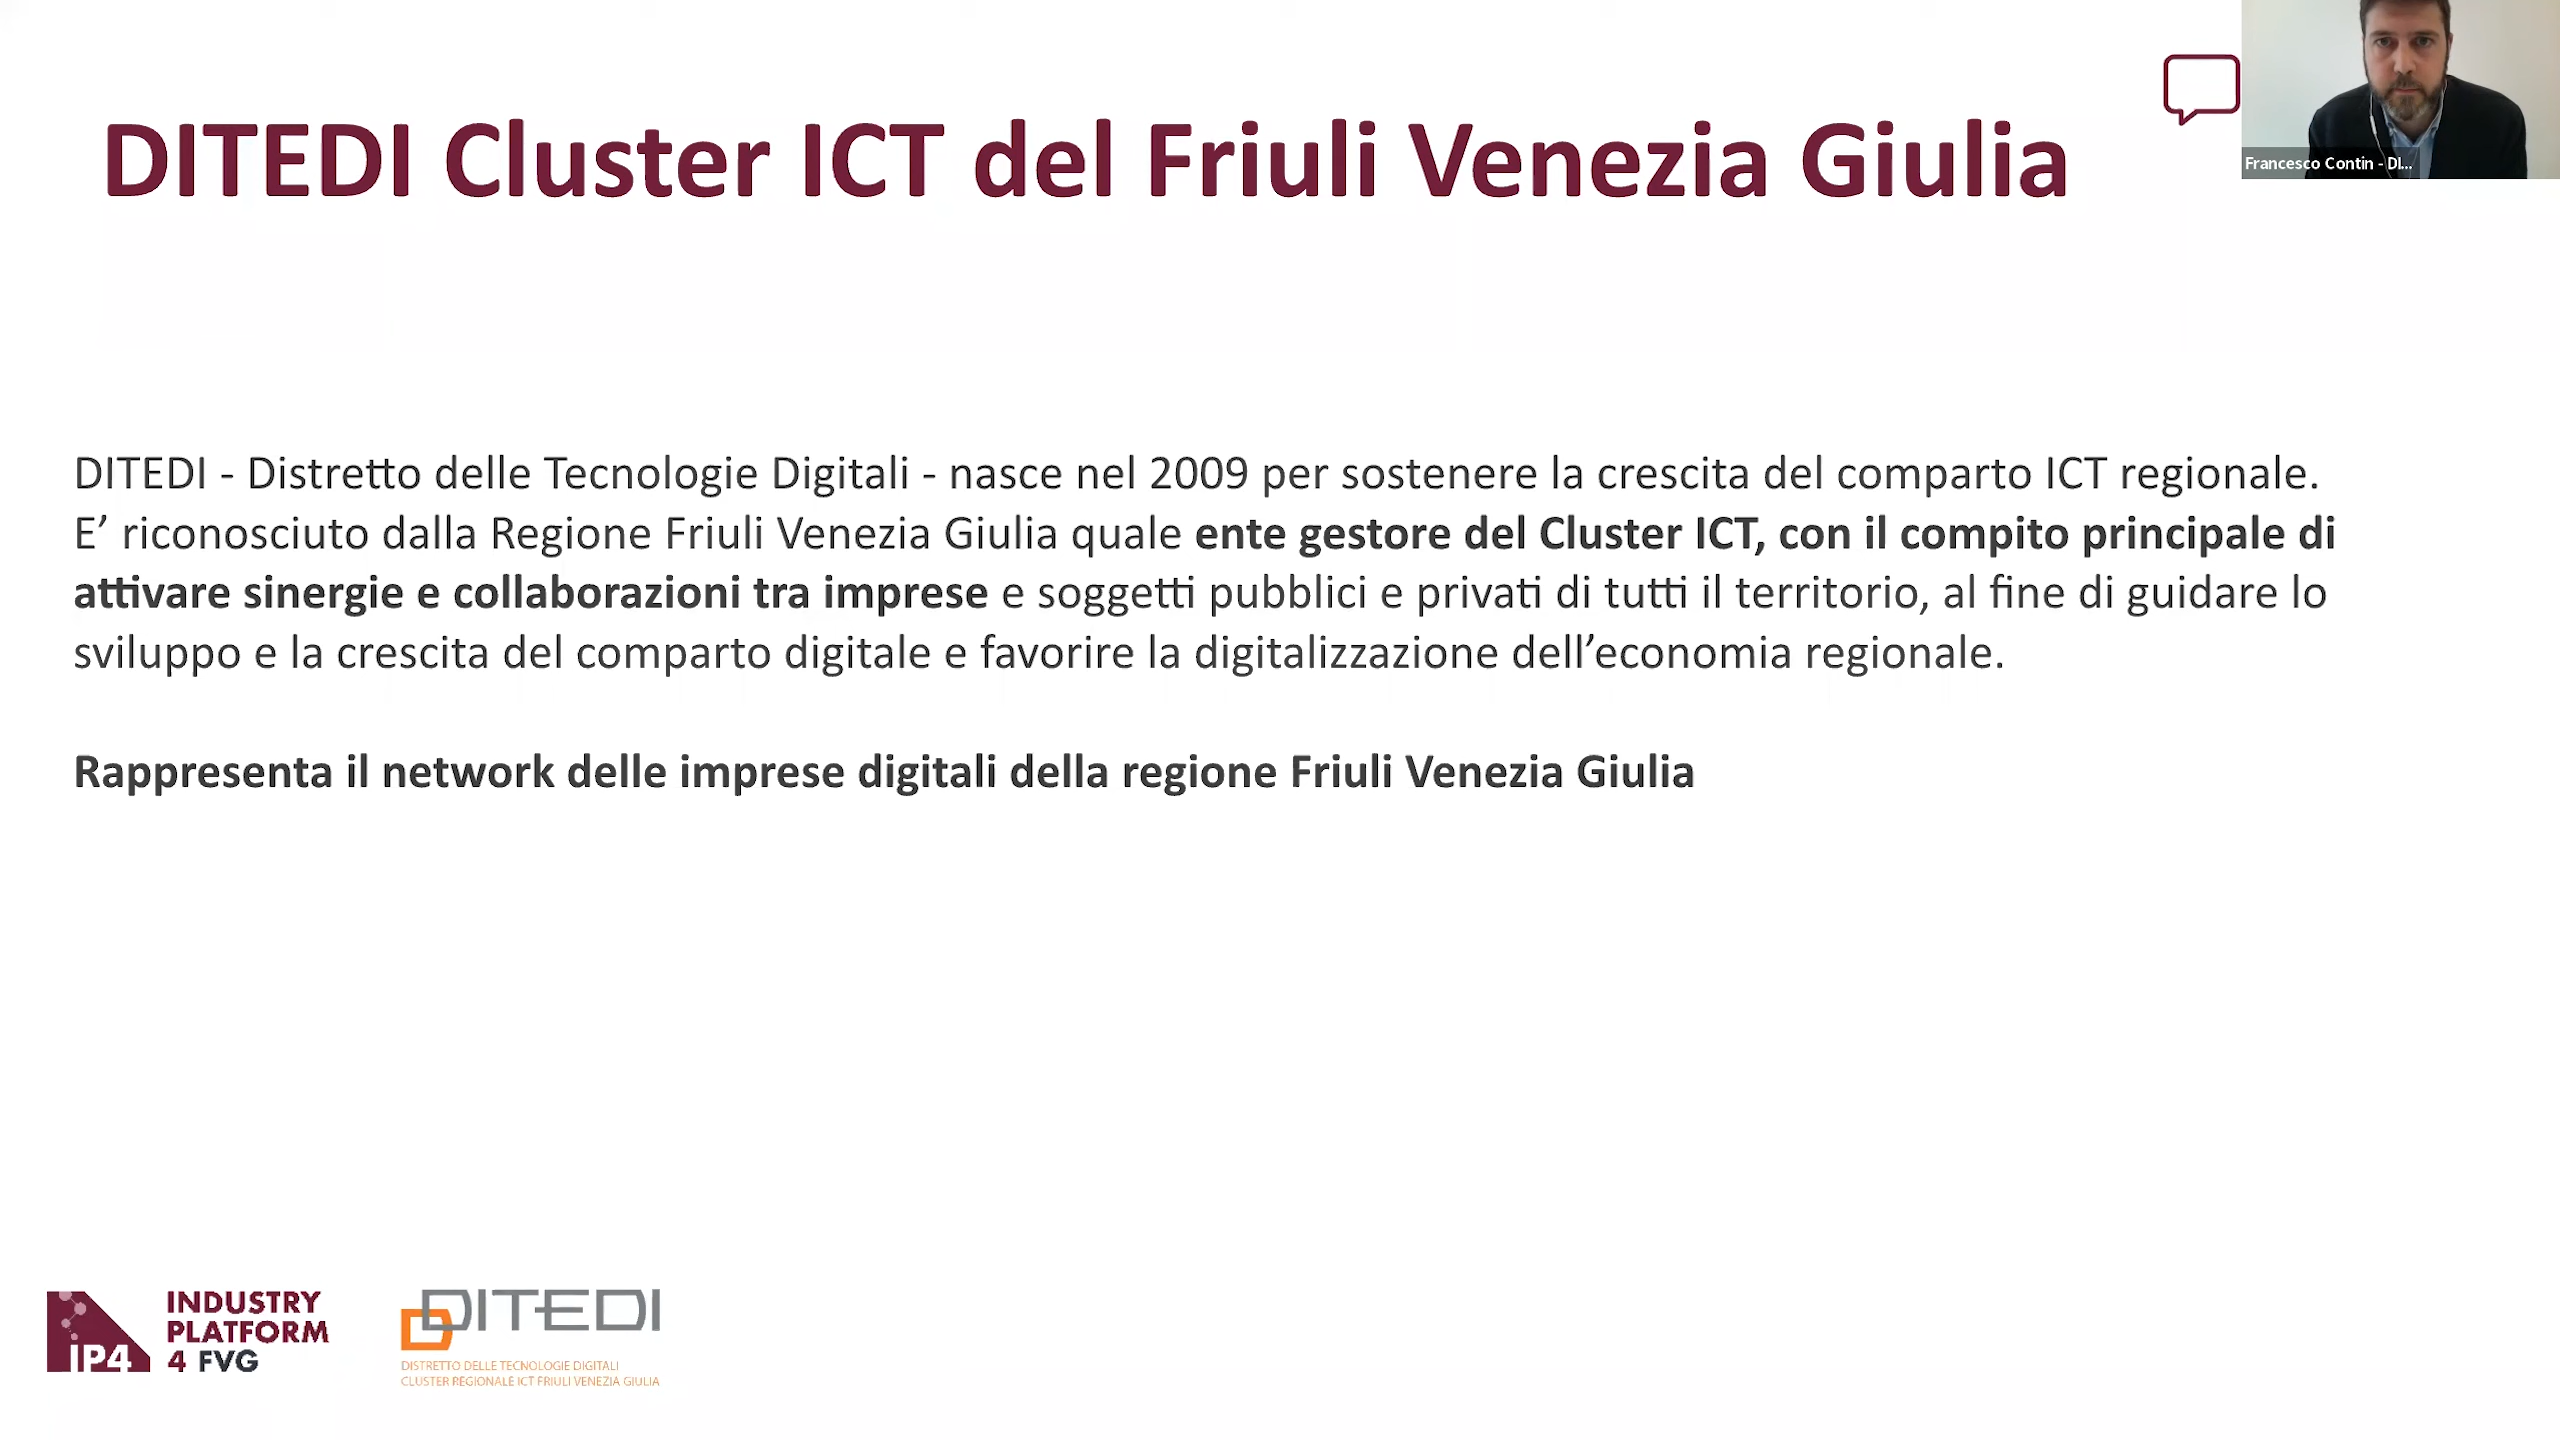 DITEDI Cluster ICT del Friuli Venezia Giulia
Francesco Contin - DI...
DITEDI - Distretto delle Tecnologie Digitali - nasce nel 2009 per sostenere la crescita del comparto ICT regionale.
E’ riconosciuto dalla Regione Friuli Venezia Giulia quale ente gestore del Cluster ICT, con il compito principale di
attivare sinergie e collaborazioni tra imprese e soggetti pubblici e privati di tutti il territorio, al fine di guidare lo
sviluppo e la crescita del comparto digitale e favorire la digitalizzazione dell’economia regionale.
Rappresenta il network delle imprese digitali della regione Friuli Venezia Giulia
IP4
INDUSTRY
PLATFORM
4 FVG
DITEDI
DISTRETTO DELLE TECNOLOGIE DIGITALI
CLUSTER REGIONALE ICT FRIULI VENEZIA GIULIA